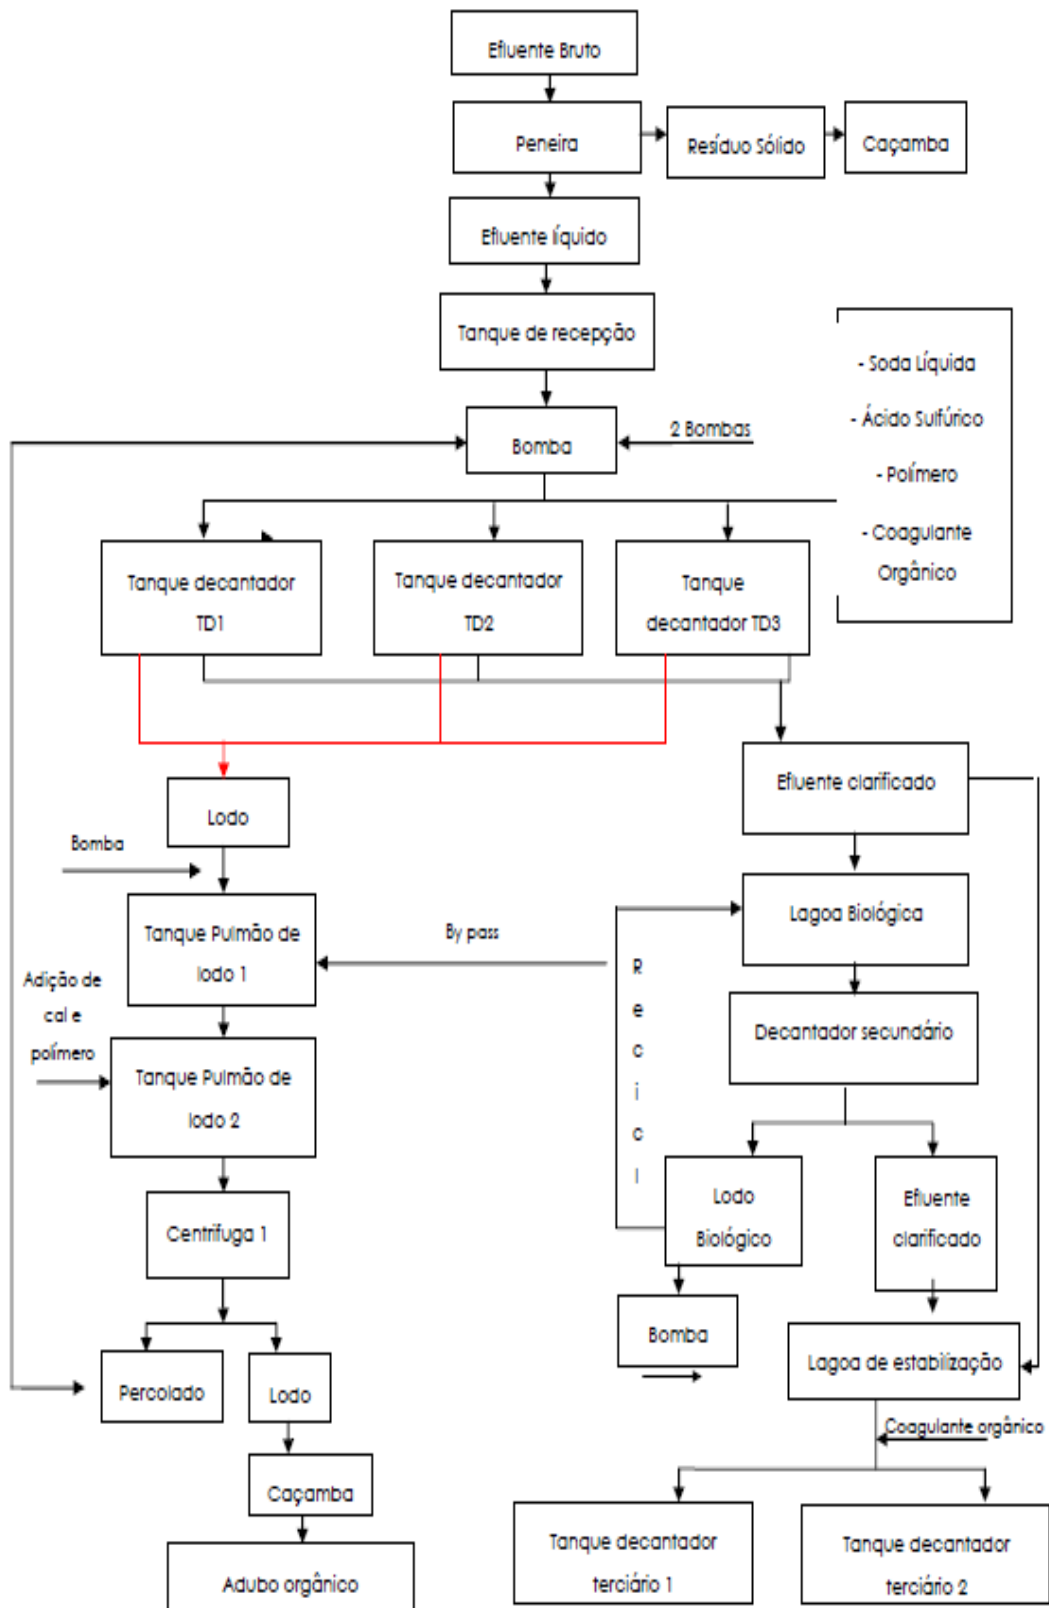 Efluente Bruto
Peneira
Resíduo Sólido
Caçamba
Efluente líquido
Tanque de recepção
- Soda Líquida
- Ácido Sulfúrico
- Polímero
- Coagulante
Orgânico
2 Bombas
Bomba
Tanque decantador
TD1
Tanque decantador
TD2
Tanque
decantador TD3
Efluente clarificado
Lodo
Bomba
Lagoa Biológica
Tanque Pulmão de
lodo 1
By pass
R
e
c
i
c
l
Adição de
cal e
polímero
Decantador secundário
Tanque Pulmão de
lodo 2
Lodo
Biológico
Efluente
clarificado
Centrífuga 1
Bomba
Lagoa de estabilização
Percolado
Lodo
Coagulante orgânico
Caçamba
Tanque decantador
terciário 1
Tanque decantador
terciário 2
Adubo orgânico